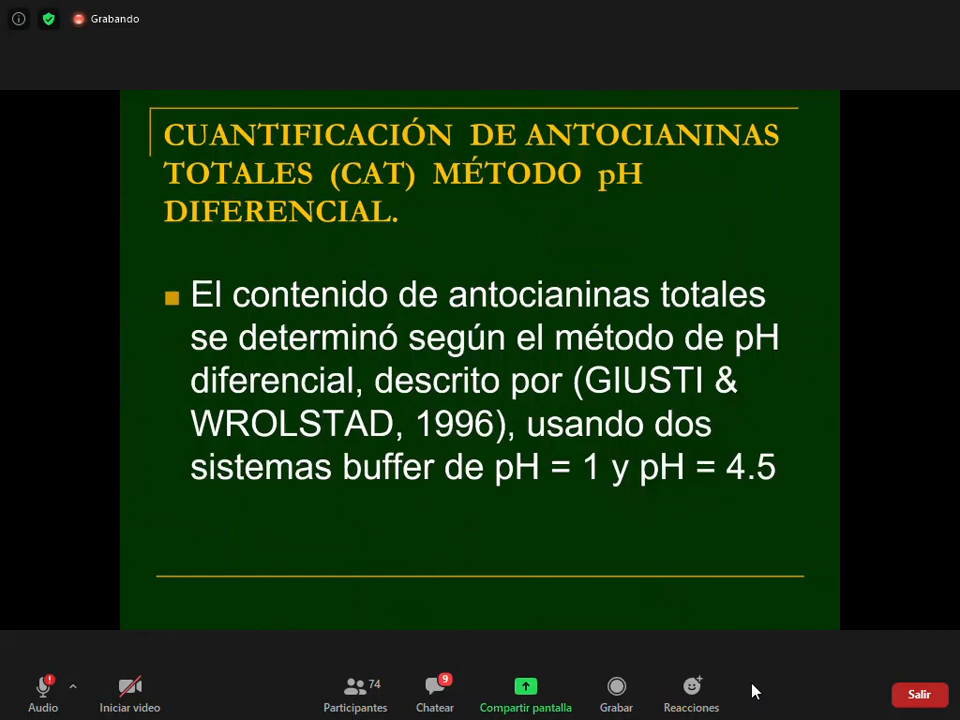 Grabando
CUANTIFICACIÓN DE ANTOCIANINAS
TOTALES (CAT) MÉTODO pH
DIFERENCIAL.
El contenido de antocianinas totales
se determinó según el método de pH
diferencial, descrito por (GIUSTI &
WROLSTAD, 1996), usando dos
sistemas buffer de pH = 1 y pH = 4.5
74
9
Audio
Iniciar video
Participantes
Chatear
Compartir pantalla
Grabar
Reacciones
Salir